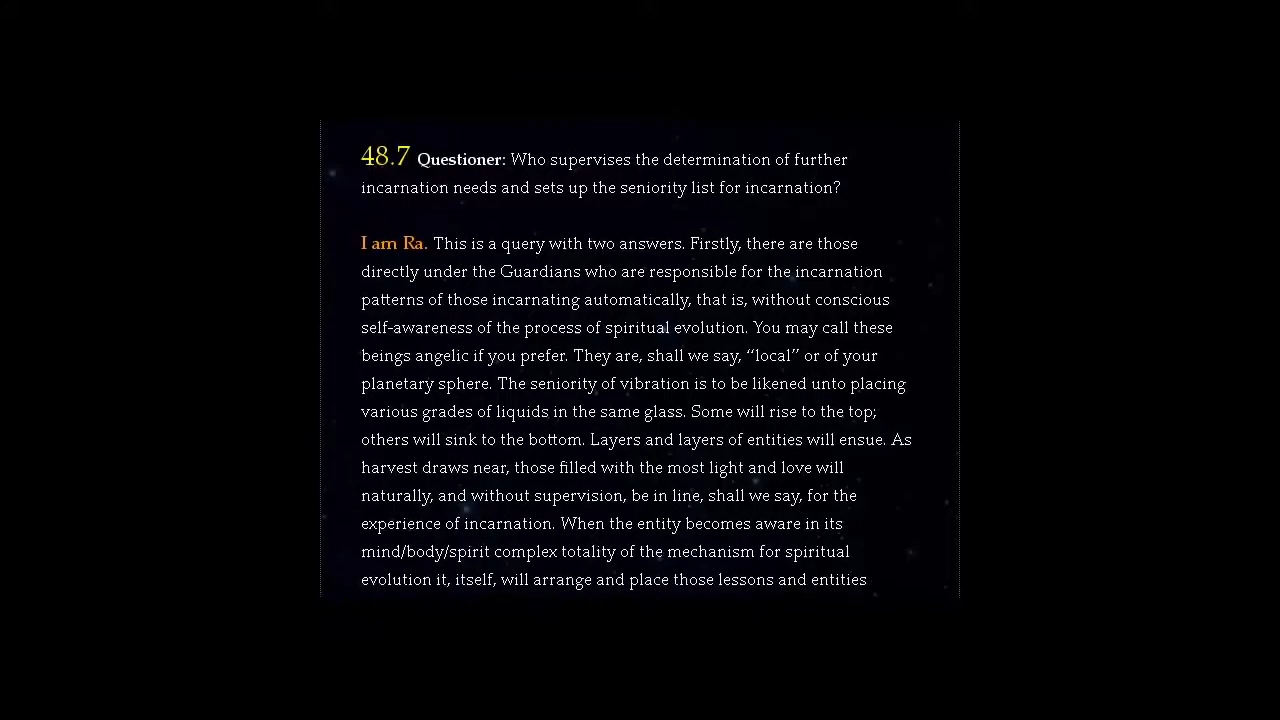 48.7 Questioner: Who supervises the determination of further
incarnation needs and sets up the seniority list for incarnation?
I am Ra. This is a query with two answers. Firstly, there are those
directly under the Guardians who are responsible for the incarnation
patterns of those incarnating automatically, that is, without conscious
self-awareness of the process of spiritual evolution. You may call these
beings angelic if you prefer. They are, shall we say, “local” or of your
planetary sphere. The seniority of vibration is to be likened unto placing
various grades of liquids in the same glass. Some will rise to the top;
others will sink to the bottom. Layers and layers of entities will ensue. As
harvest draws near, those filled with the most light and love will
naturally, and without supervision, be in line, shall we say, for the
experience of incarnation. When the entity becomes aware in its
mind/body/spirit complex totality of the mechanism for spiritual
evolution it, itself, will arrange and place those lessons and entities